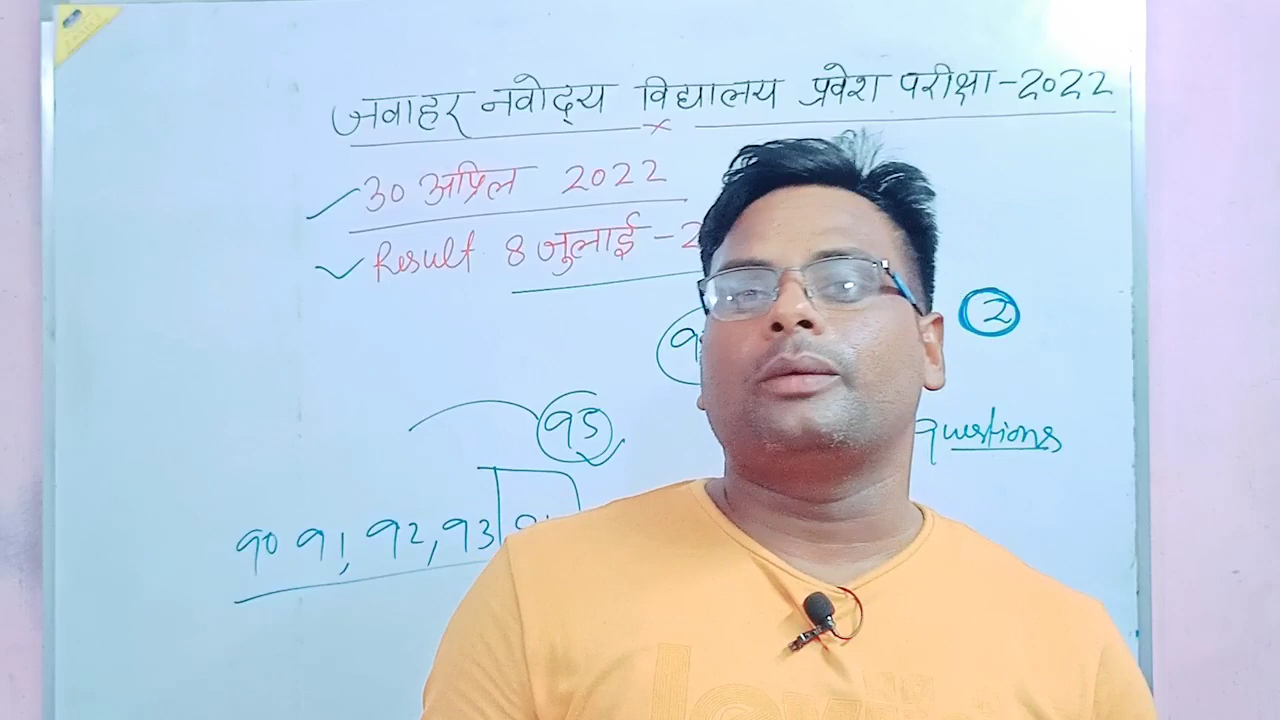 जवाहर नवोद्य विद्यालय प्रवेश परीक्षा-2022
30 अप्रिल 2022
Result 8 जुलाई - 2
2
95
questions
90 91, 92, 93